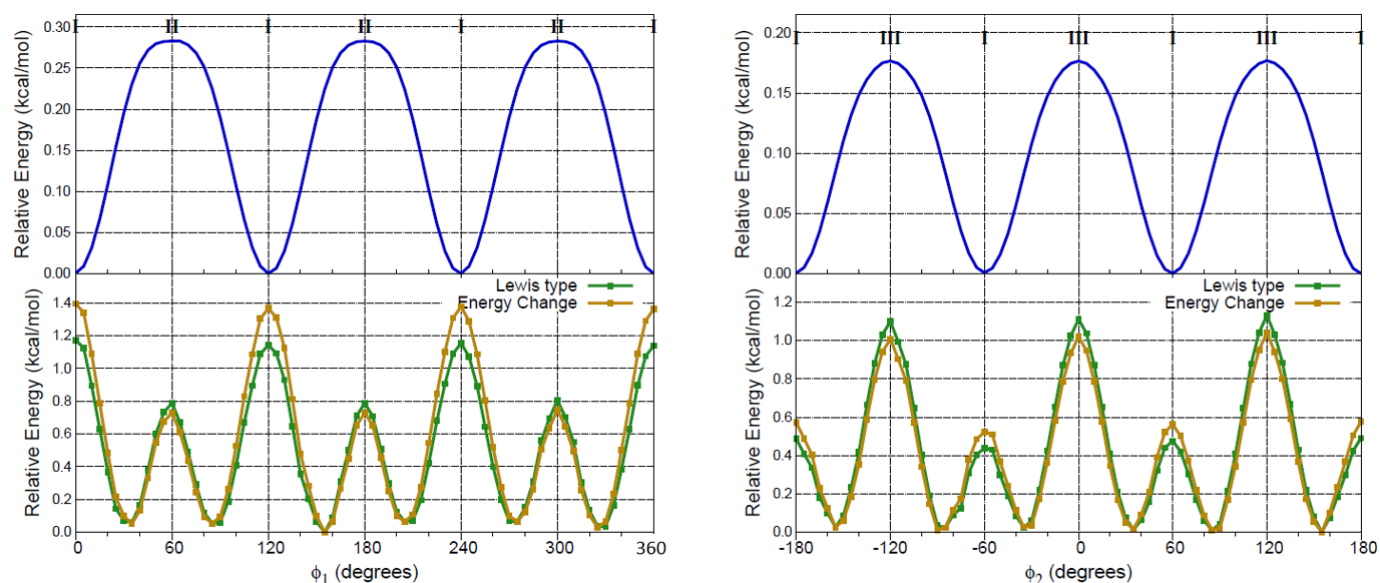 I II I II I II I
0.30
0.25
0.20
0.15
0.10
0.05
0.00
Relative Energy (kcal/mol)
Lewis type
Energy Change
1.4
1.2
1.0
0.8
0.6
0.4
0.2
0.0
Relative Energy (kcal/mol)
0 60 120 180 240 300 360
ϕ1 (degrees)
I III I III I III I
0.20
0.15
0.10
0.05
0.00
Relative Energy (kcal/mol)
Lewis type
Energy Change
1.2
1.0
0.8
0.6
0.4
0.2
0.0
Relative Energy (kcal/mol)
-180 -120 -60 0 60 120 180
ϕ2 (degrees)